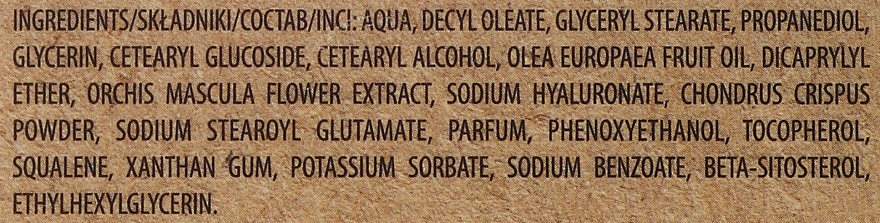 INGREDIENTS/SKŁADNIKI/COCTAB/INCI: AQUA, DECYL OLEATE, GLYCERYL STEARATE, PROPANEDIOL,
GLYCERIN, CETEARYL GLUCOSIDE, CETEARYL ALCOHOL, OLEA EUROPAEA FRUIT OIL, DICAPRYLYL
ETHER, ORCHIS MASCULA FLOWER EXTRACT, SODIUM HYALURONATE, CHONDRUS CRISPUS
POWDER, SODIUM STEAROYL GLUTAMATE, PARFUM, PHENOXYETHANOL, TOCOPHEROL,
SQUALENE, XANTHAN GUM, POTASSIUM SORBATE, SODIUM BENZOATE, BETA-SITOSTEROL,
ETHYLHEXYLGLYCERIN.